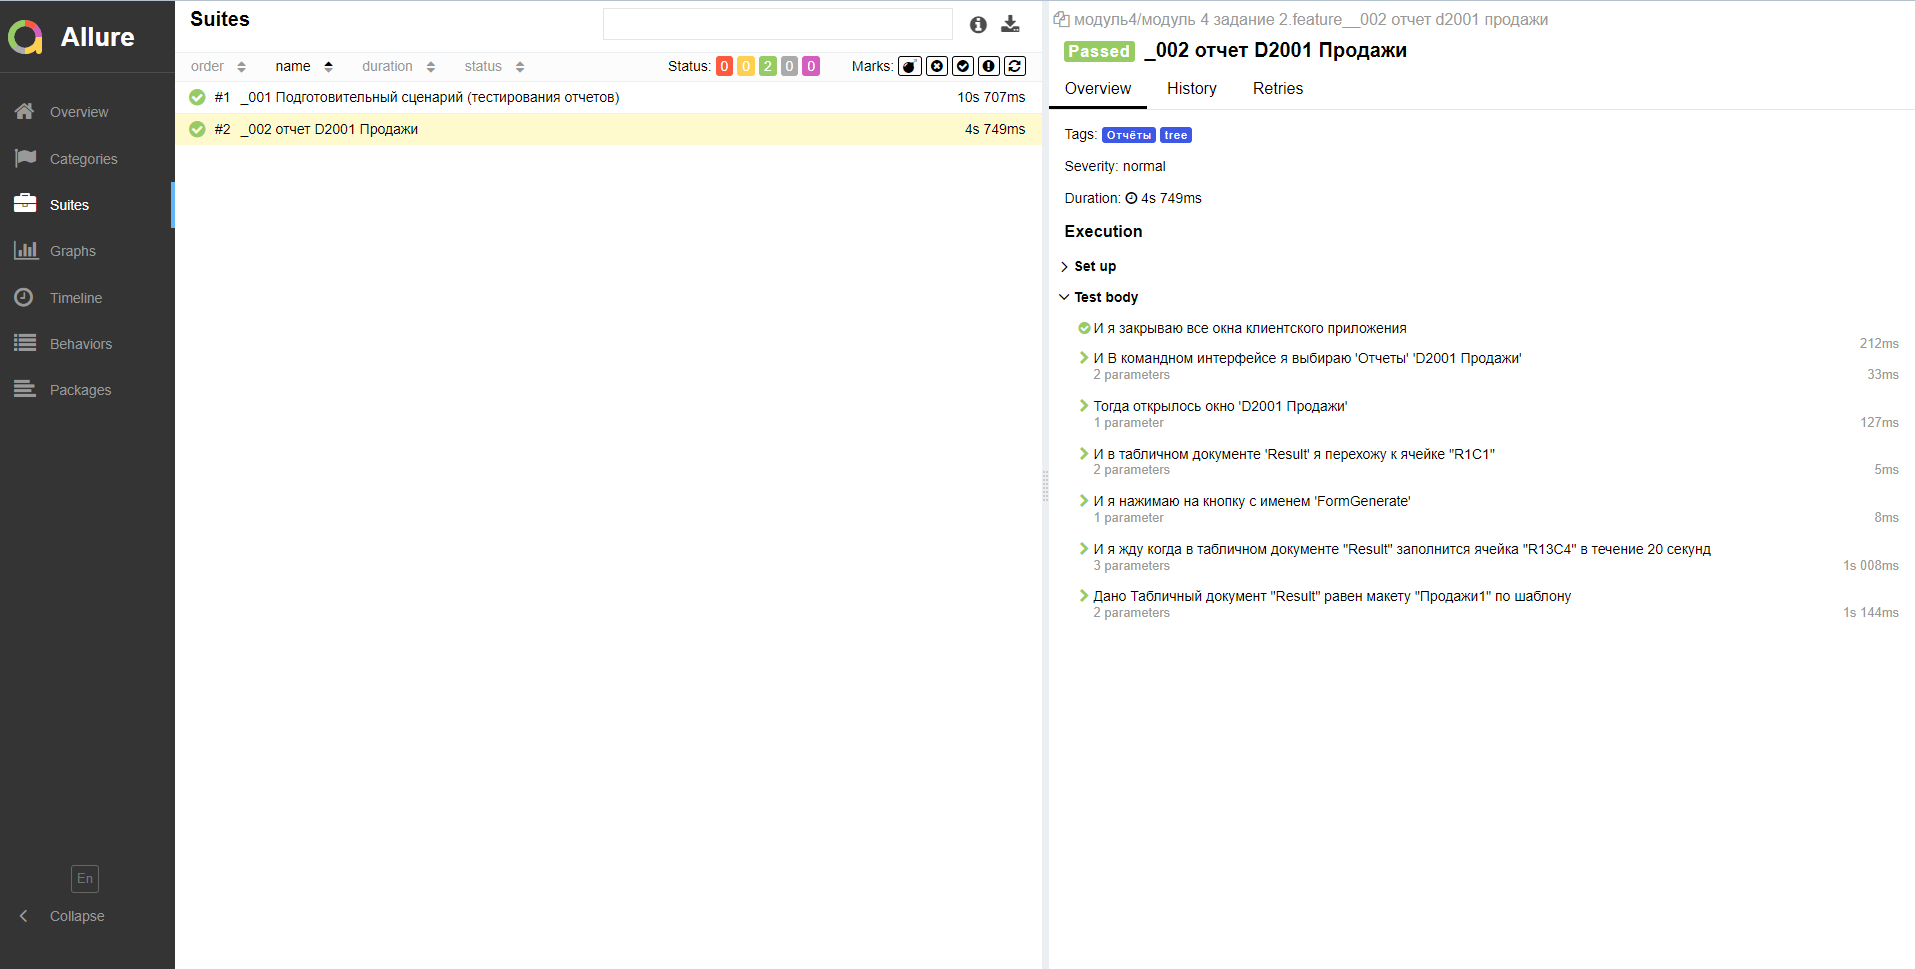 Allure
Overview
Categories
Suites
Graphs
Timeline
Behaviors
Packages
En
Collapse
Suites
order name duration status Status: 0 0 2 0 0 Marks:
#1 _001 Подготовительный сценарий (тестирования отчетов) 10s 707ms
#2 _002 отчет D2001 Продажи 4s 749ms
модуль4/модуль 4 задание 2.feature__002 отчет d2001 продажи
Passed _002 отчет D2001 Продажи
Overview History Retries
Tags: Отчёты tree
Severity: normal
Duration: 4s 749ms
Execution
Set up
Test body
И я закрываю все окна клиентского приложения
212ms
И В командном интерфейсе я выбираю 'Отчеты' 'D2001 Продажи'
2 parameters 33ms
Тогда открылось окно 'D2001 Продажи'
1 parameter 127ms
И в табличном документе 'Result' я перехожу к ячейке "R1C1"
2 parameters 5ms
И я нажимаю на кнопку с именем 'FormGenerate'
1 parameter 8ms
И я жду когда в табличном документе "Result" заполнится ячейка "R13C4" в течение 20 секунд
3 parameters 1s 008ms
Дано Табличный документ "Result" равен макету "Продажи1" по шаблону
2 parameters 1s 144ms